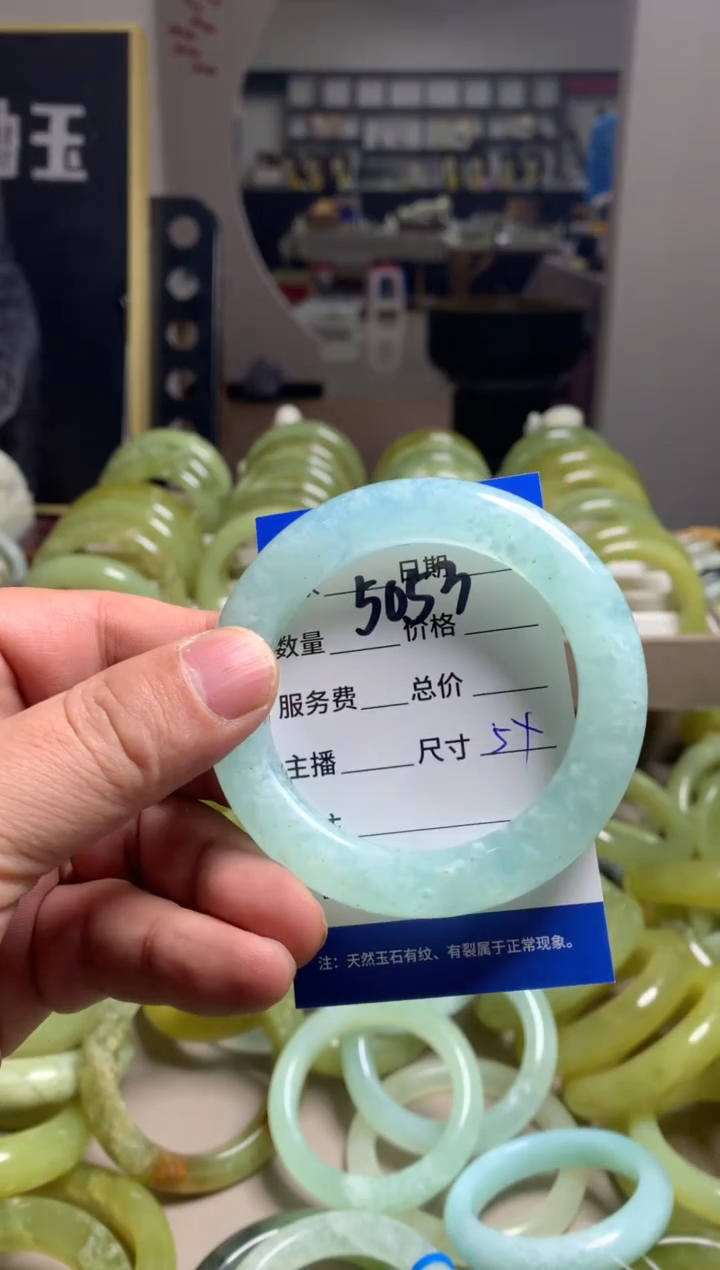 岫玉
日期
5053
数量 价格
服务费 总价
主播 尺寸 54
注：天然玉石有纹、有裂属于正常现象。